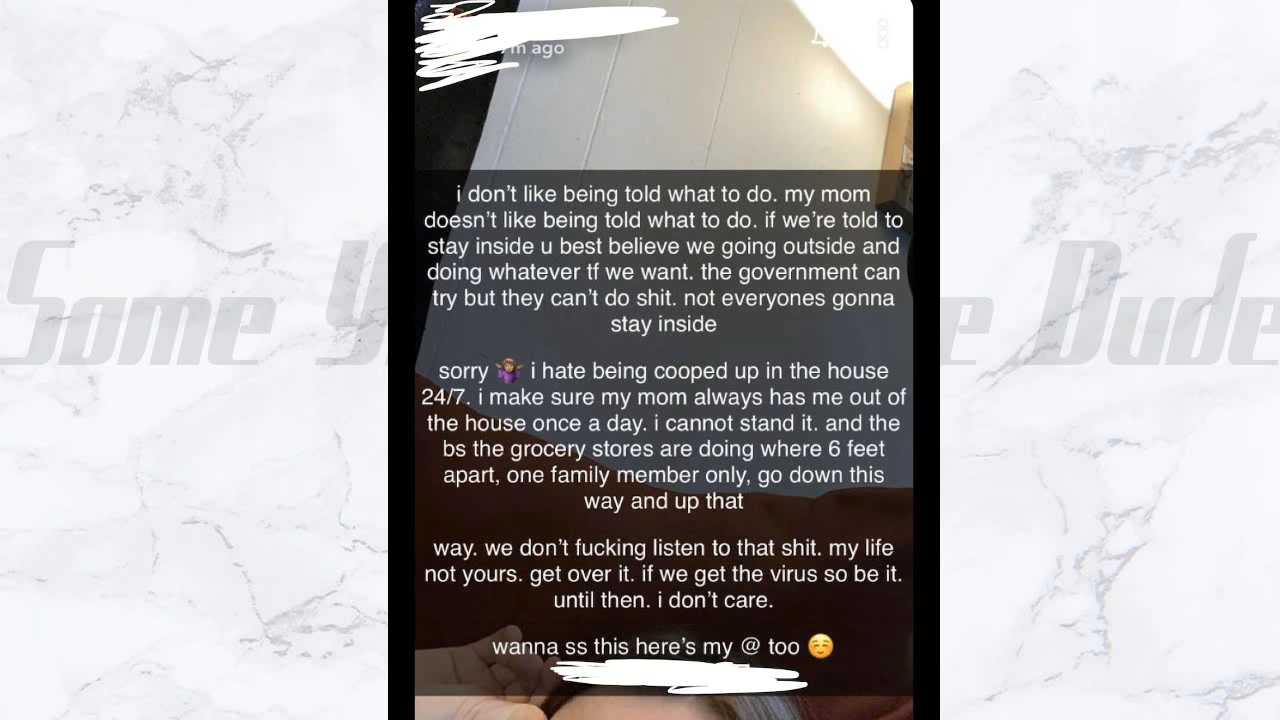 m ago
i don’t like being told what to do. my mom
doesn’t like being told what to do. if we’re told to
stay inside u best believe we going outside and
doing whatever tf we want. the government can
try but they can’t do shit. not everyones gonna
stay inside
sorry 🤷🏽‍♀️ i hate being cooped up in the house
24/7. i make sure my mom always has me out of
the house once a day. i cannot stand it. and the
bs the grocery stores are doing where 6 feet
apart, one family member only, go down this
way and up that
way. we don’t fucking listen to that shit. my life
not yours. get over it. if we get the virus so be it.
until then. i don’t care.
wanna ss this here’s my @ too ☺️
Some
Dude